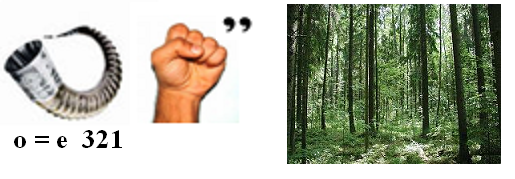 ,,
o = e 321